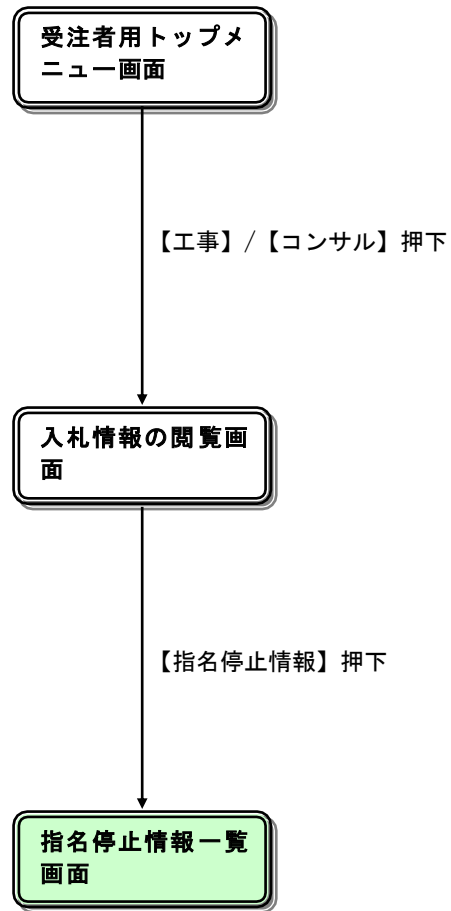 受注者用トップメ
ニュー画面
【工事】/【コンサル】押下
入札情報の閲覧画
面
【指名停止情報】押下
指名停止情報一覧
画面